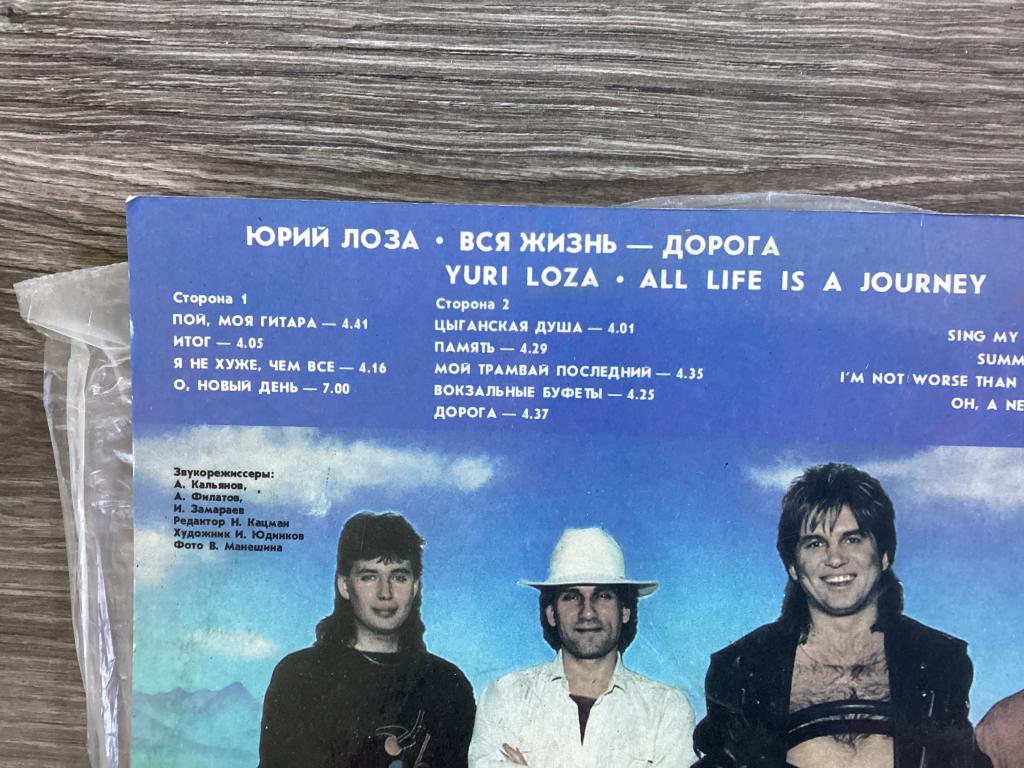 ЮРИЙ ЛОЗА • ВСЯ ЖИЗНЬ — ДОРОГА
YURI LOZA • ALL LIFE IS A JOURNEY
Сторона 1
ПОЙ, МОЯ ГИТАРА — 4.41
ИТОГ — 4.05
Я НЕ ХУЖЕ, ЧЕМ ВСЕ — 4.16
О, НОВЫЙ ДЕНЬ — 7.00
Сторона 2
ЦЫГАНСКАЯ ДУША — 4.01
ПАМЯТЬ — 4.29
МОЙ ТРАМВАЙ ПОСЛЕДНИЙ — 4.35
ВОКЗАЛЬНЫЕ БУФЕТЫ — 4.25
ДОРОГА — 4.37
SING MY
SUMM
I'M NOT WORSE THAN
OH, A NE
Звукорежиссеры:
А. Кальянов,
А. Филатов,
И. Замараев
Редактор Н. Кацман
Художник И. Юдинков
Фото В. Манешина